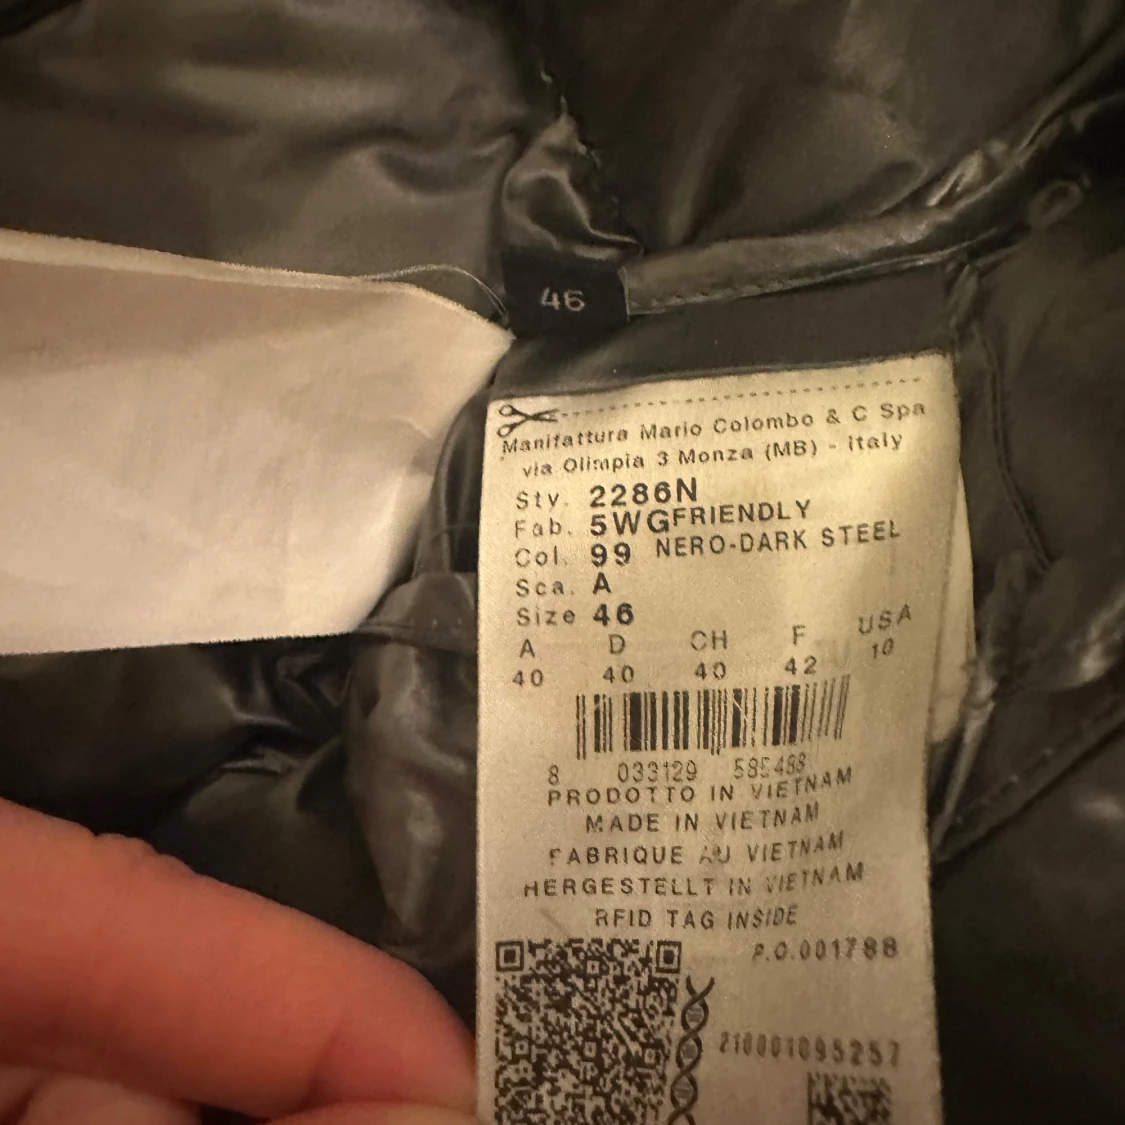 46
Manifattura Mario Colombo & C Spa
via Olimpia 3 Monza (MB) - Italy
Sty. 2286N
Fab. 5WG FRIENDLY
Col. 99 NERO-DARK STEEL
Sca. A
Size 46
A D CH F USA
40 40 40 42 10
8 033129 585488
PRODOTTO IN VIETNAM
MADE IN VIETNAM
FABRIQUE AU VIETNAM
HERGESTELLT IN VIETNAM
RFID TAG INSIDE
P.O.001788
210001095257